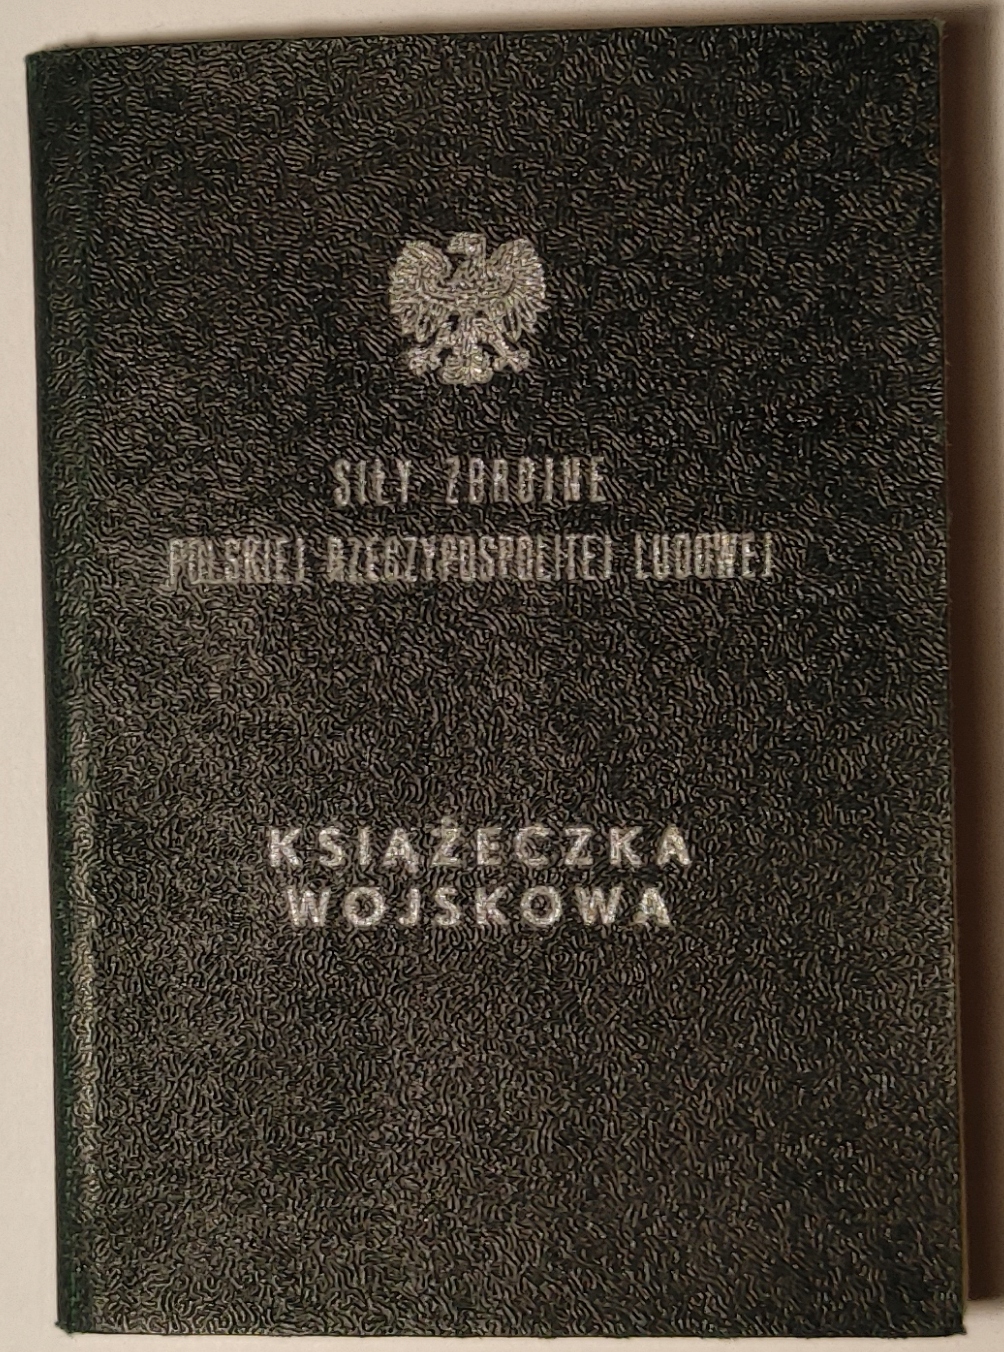 SIŁY ZBROJNE
POLSKIEJ RZECZYPOSPOLITEJ LUDOWEJ
KSIĄŻECZKA
WOJSKOWA